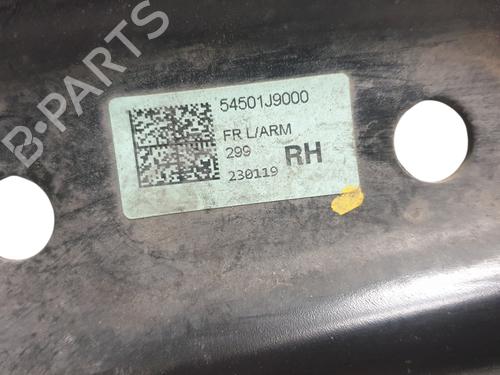 B-PARTS
54501J9000
FR L/ARM
299 RH
230119